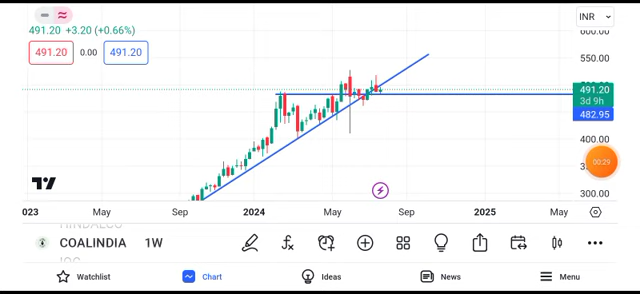 INR
491.20 +3.20 (+0.66%)
491.20 0.00 491.20
600.00
550.00
491.20
3d 9h
482.95
400.00
300.00
00:29
023 May Sep 2024 May Sep 2025 May
HINDALCO
COALINDIA 1W
Watchlist Chart Ideas News Menu